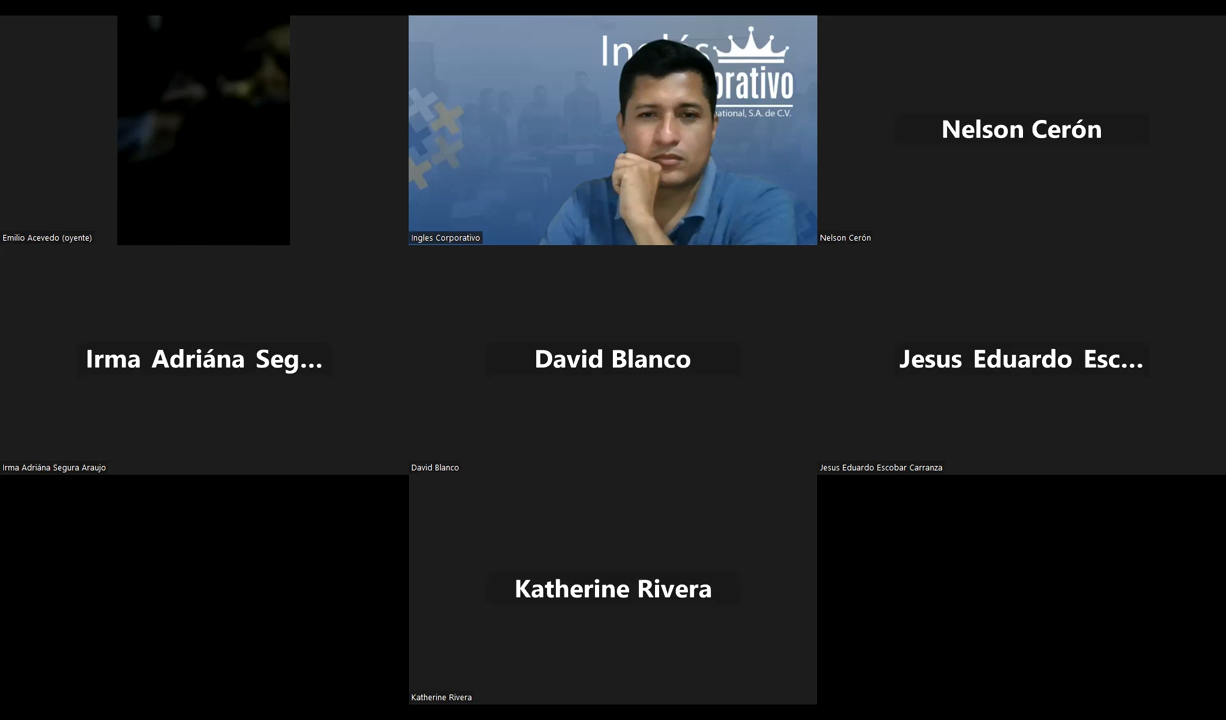 Inglés
orativo
national, S.A. de C.V.
Nelson Cerón
Emilio Acevedo (oyente)
Ingles Corporativo
Nelson Cerón
Irma Adriána Seg...
David Blanco
Jesus Eduardo Esc...
Irma Adriána Segura Araujo
David Blanco
Jesus Eduardo Escobar Carranza
Katherine Rivera
Katherine Rivera